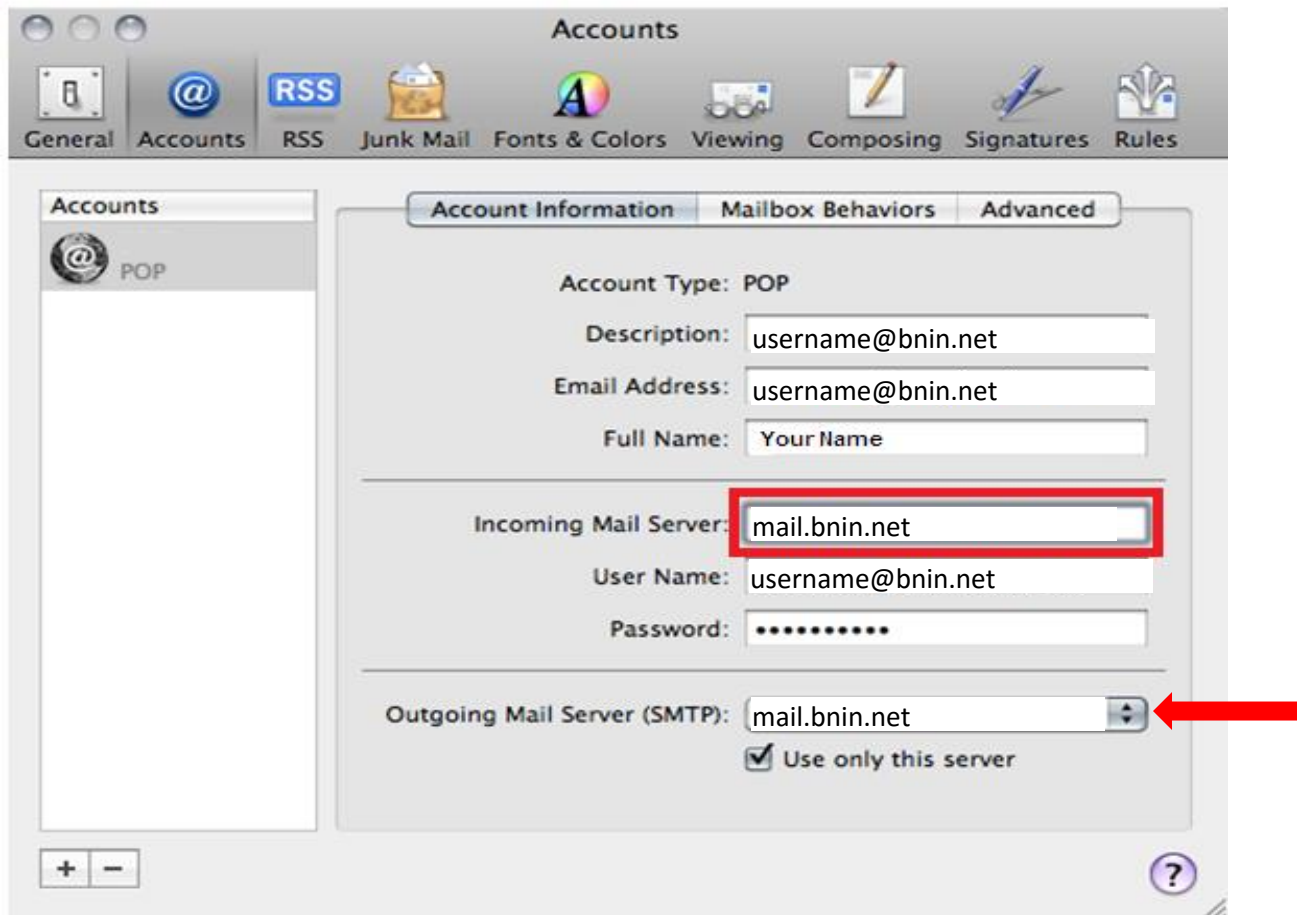 Accounts
RSS
General Accounts RSS Junk Mail Fonts & Colors Viewing Composing Signatures Rules
Accounts
POP
Account Information Mailbox Behaviors Advanced
Account Type: POP
Description: username@bnin.net
Email Address: username@bnin.net
Full Name: Your Name
Incoming Mail Server: mail.bnin.net
User Name: username@bnin.net
Password: ••••••••••
Outgoing Mail Server (SMTP): mail.bnin.net
Use only this server
+ − ?